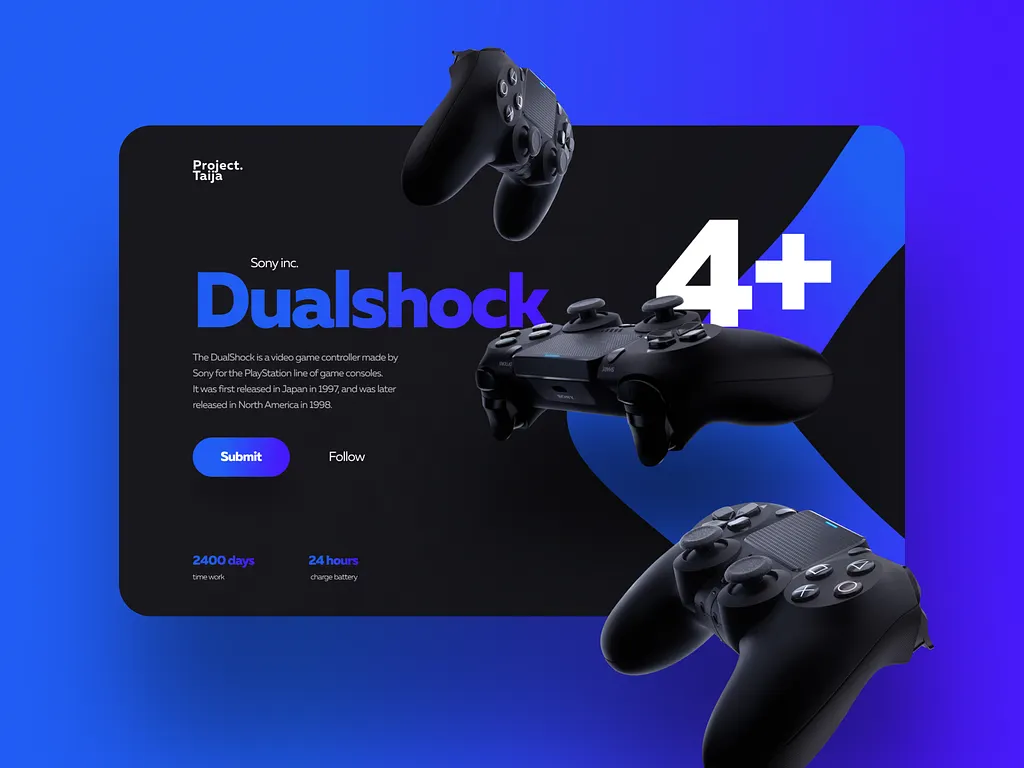 Project.
Taija
4+
Sony inc.
Dualshock
The DualShock is a video game controller made by
Sony for the PlayStation line of game consoles.
It was first released in Japan in 1997, and was later
released in North America in 1998.
Submit
Follow
2400 days
24 hours
time work
charge battery
SONY